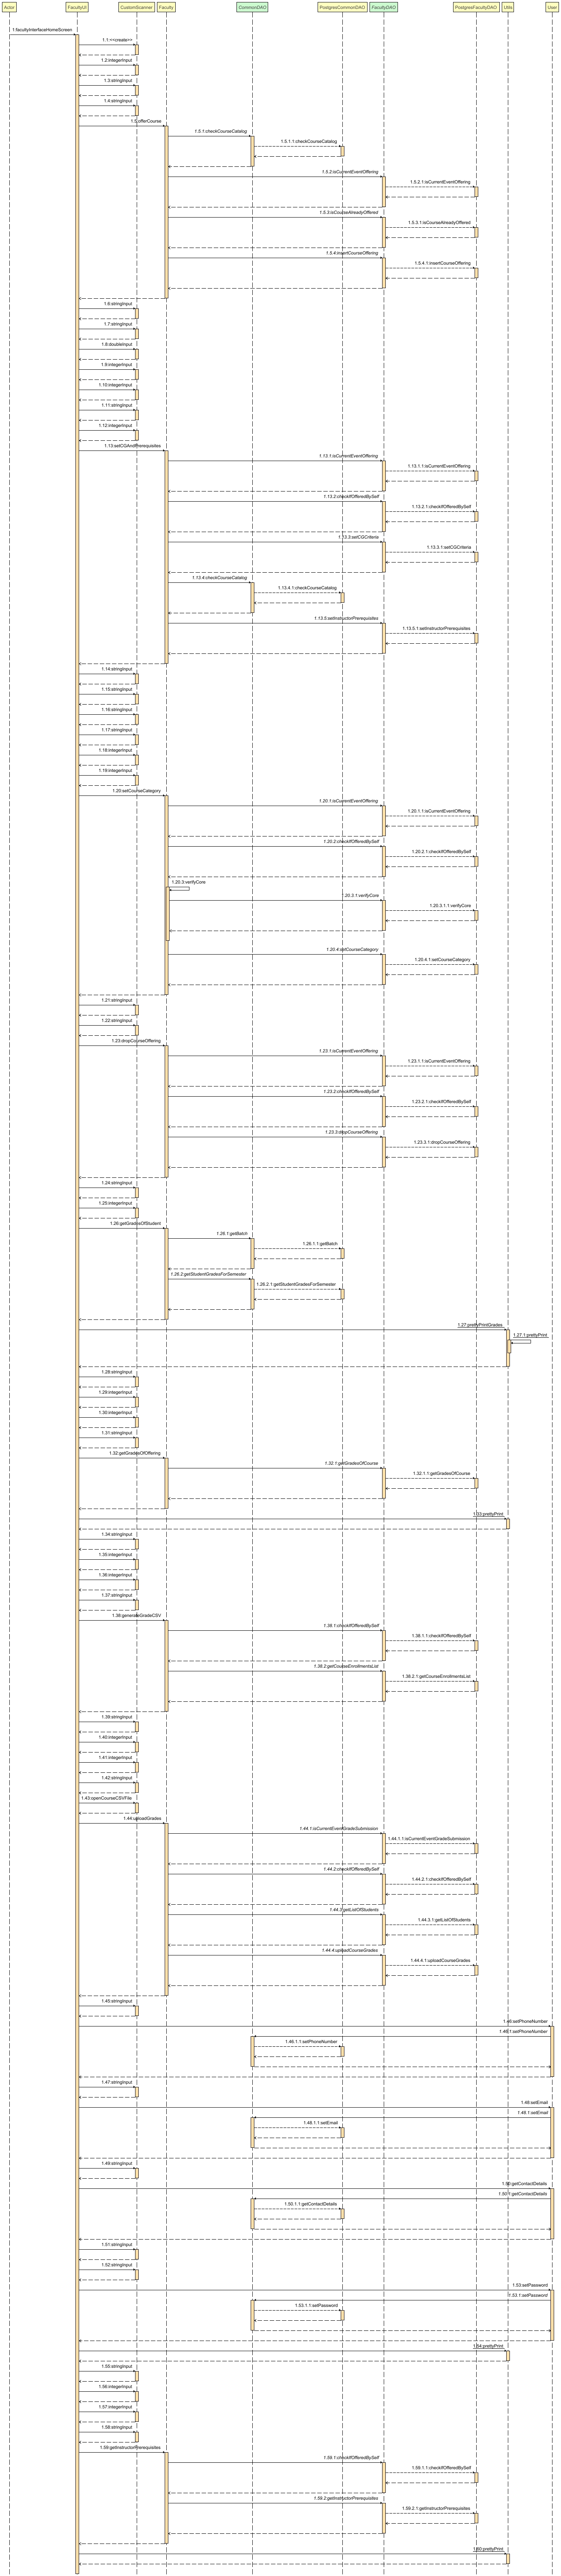 Actor
FacultyUI
CustomScanner
Faculty
CommonDAO
PostgresCommonDAO
FacultyDAO
PostgresFacultyDAO
Utils
User
1:facultyInterfaceHomeScreen
1.1:<<create>>
1.2:integerInput
1.3:stringInput
1.4:stringInput
1.5:offerCourse
1.5.1:checkCourseCatalog
1.5.1.1:checkCourseCatalog
1.5.2:isCurrentEventOffering
1.5.2.1:isCurrentEventOffering
1.5.3:isCourseAlreadyOffered
1.5.3.1:isCourseAlreadyOffered
1.5.4:insertCourseOffering
1.5.4.1:insertCourseOffering
1.6:stringInput
1.7:stringInput
1.8:doubleInput
1.9:integerInput
1.10:integerInput
1.11:stringInput
1.12:integerInput
1.13:setCGAndPrerequisites
1.13.1:isCurrentEventOffering
1.13.1.1:isCurrentEventOffering
1.13.2:checkIfOfferedBySelf
1.13.2.1:checkIfOfferedBySelf
1.13.3:setCGCriteria
1.13.3.1:setCGCriteria
1.13.4:checkCourseCatalog
1.13.4.1:checkCourseCatalog
1.13.5:setInstructorPrerequisites
1.13.5.1:setInstructorPrerequisites
1.14:stringInput
1.15:stringInput
1.16:stringInput
1.17:stringInput
1.18:integerInput
1.19:integerInput
1.20:setCourseCategory
1.20.1:isCurrentEventOffering
1.20.1.1:isCurrentEventOffering
1.20.2:checkIfOfferedBySelf
1.20.2.1:checkIfOfferedBySelf
1.20.3:verifyCore
1.20.3.1:verifyCore
1.20.3.1.1:verifyCore
1.20.4:setCourseCategory
1.20.4.1:setCourseCategory
1.21:stringInput
1.22:stringInput
1.23:dropCourseOffering
1.23.1:isCurrentEventOffering
1.23.1.1:isCurrentEventOffering
1.23.2:checkIfOfferedBySelf
1.23.2.1:checkIfOfferedBySelf
1.23.3:dropCourseOffering
1.23.3.1:dropCourseOffering
1.24:stringInput
1.25:integerInput
1.26:getGradesOfStudent
1.26.1:getBatch
1.26.1.1:getBatch
1.26.2:getStudentGradesForSemester
1.26.2.1:getStudentGradesForSemester
1.27:prettyPrintGrades
1.27.1:prettyPrint
1.28:stringInput
1.29:integerInput
1.30:integerInput
1.31:stringInput
1.32:getGradesOfOffering
1.32.1:getGradesOfCourse
1.32.1.1:getGradesOfCourse
1.33:prettyPrint
1.34:stringInput
1.35:integerInput
1.36:integerInput
1.37:stringInput
1.38:generateGradeCSV
1.38.1:checkIfOfferedBySelf
1.38.1.1:checkIfOfferedBySelf
1.38.2:getCourseEnrollmentsList
1.38.2.1:getCourseEnrollmentsList
1.39:stringInput
1.40:integerInput
1.41:integerInput
1.42:stringInput
1.43:openCourseCSVFile
1.44:uploadGrades
1.44.1:isCurrentEventGradeSubmission
1.44.1.1:isCurrentEventGradeSubmission
1.44.2:checkIfOfferedBySelf
1.44.2.1:checkIfOfferedBySelf
1.44.3:getListOfStudents
1.44.3.1:getListOfStudents
1.44.4:uploadCourseGrades
1.44.4.1:uploadCourseGrades
1.45:stringInput
1.46:setPhoneNumber
1.46.1:setPhoneNumber
1.46.1.1:setPhoneNumber
1.47:stringInput
1.48:setEmail
1.48.1:setEmail
1.48.1.1:setEmail
1.49:stringInput
1.50:getContactDetails
1.50.1:getContactDetails
1.50.1.1:getContactDetails
1.51:stringInput
1.52:stringInput
1.53:setPassword
1.53.1:setPassword
1.53.1.1:setPassword
1.54:prettyPrint
1.55:stringInput
1.56:integerInput
1.57:integerInput
1.58:stringInput
1.59:getInstructorPrerequisites
1.59.1:checkIfOfferedBySelf
1.59.1.1:checkIfOfferedBySelf
1.59.2:getInstructorPrerequisites
1.59.2.1:getInstructorPrerequisites
1.60:prettyPrint